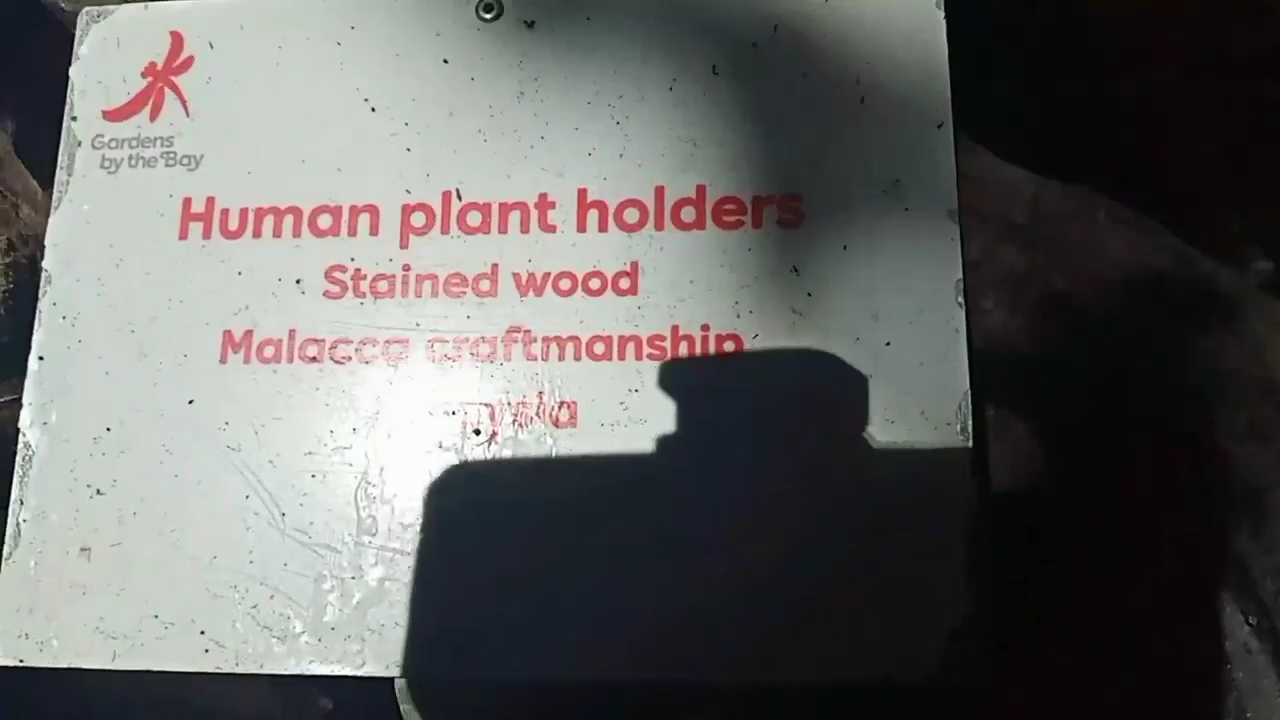 Gardens
by the Bay
Human plant holders
Stained wood
Malacca craftmanship